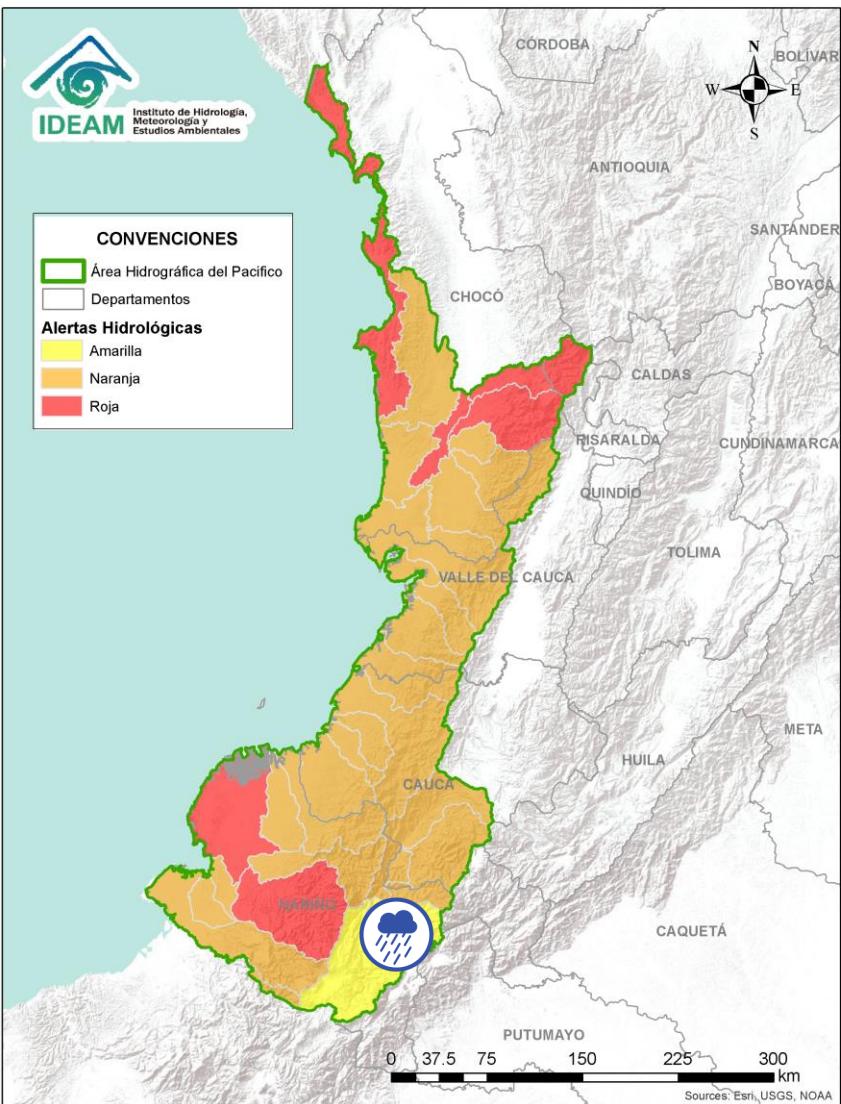 IDEAM
Instituto de Hidrología,
Meteorología y
Estudios Ambientales
CONVENCIONES
Área Hidrográfica del Pacifico
Departamentos
Alertas Hidrológicas
Amarilla
Naranja
Roja
N
W E
S
CÓRDOBA
BOLÍVAR
ANTIOQUIA
SANTANDER
BOYACÁ
CHOCÓ
CALDAS
RISARALDA
CUNDINAMARCA
QUINDÍO
TOLIMA
VALLE DEL CAUCA
META
HUILA
CAUCA
NARIÑO
CAQUETÁ
PUTUMAYO
0 37.5 75 150 225 300
km
Sources: Esri, USGS, NOAA